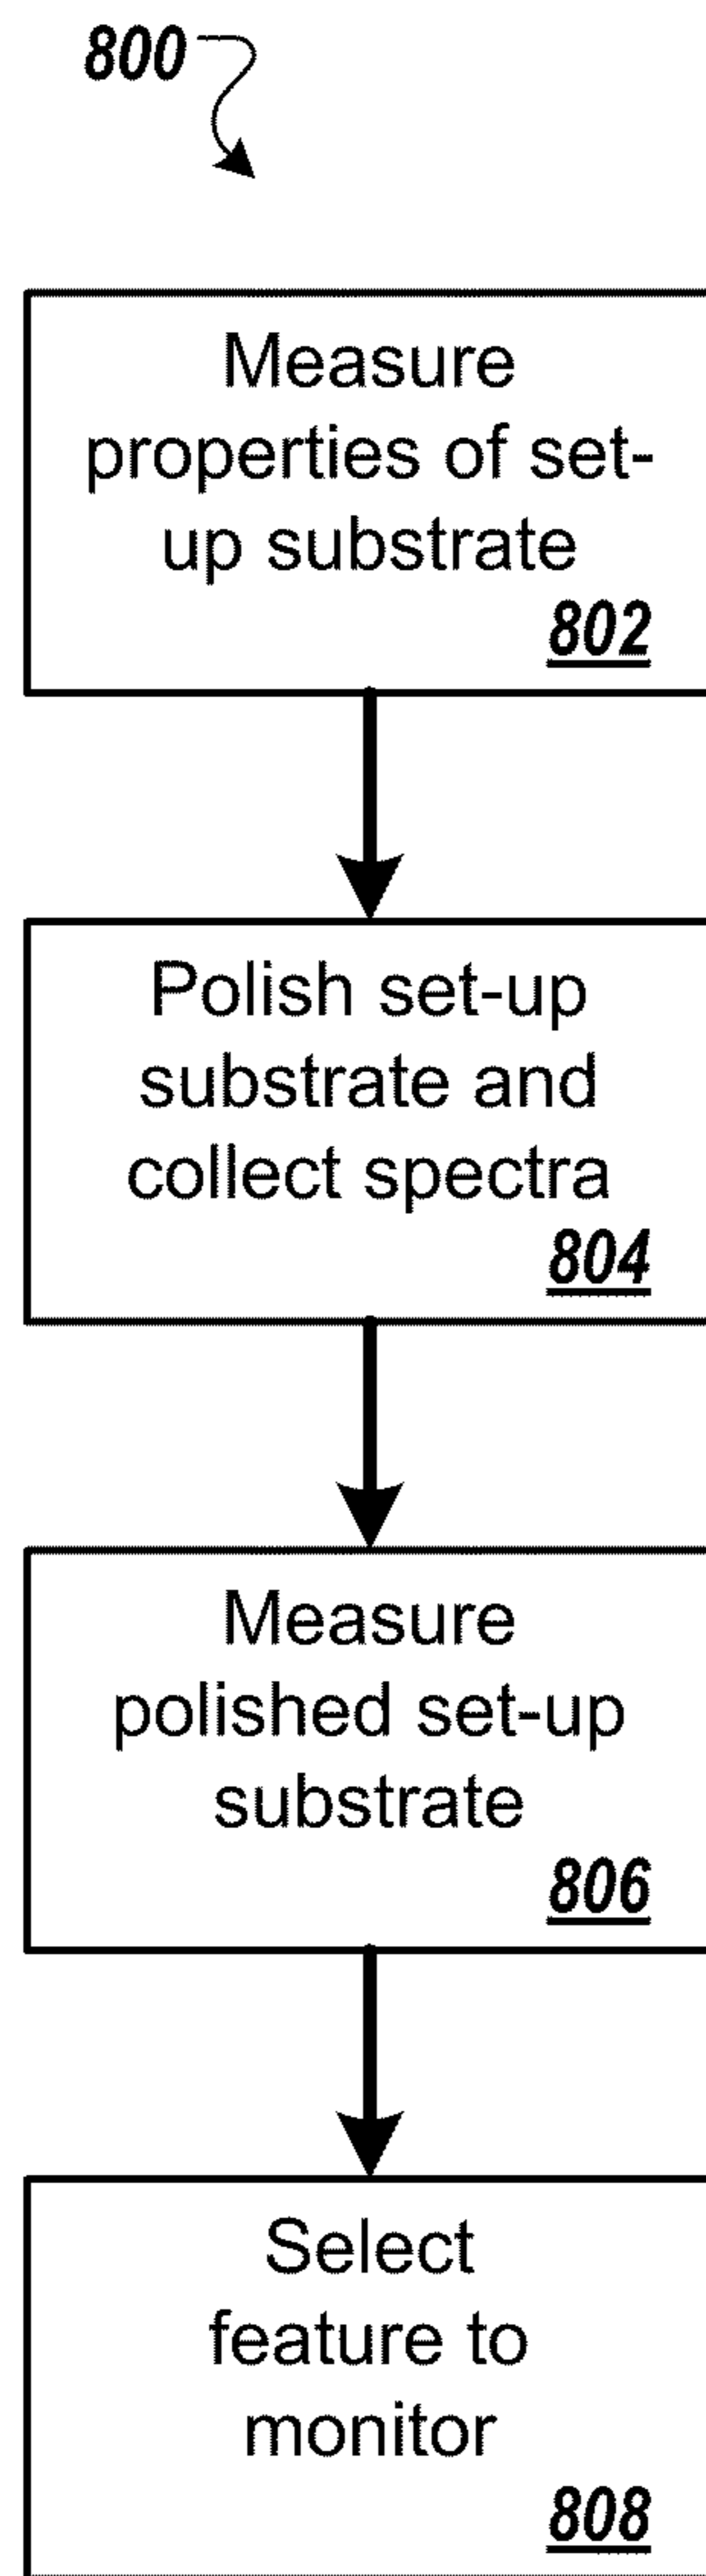 800
Measure
properties of set-
up substrate
802
Polish set-up
substrate and
collect spectra
804
Measure
polished set-up
substrate
806
Select
feature to
monitor
808